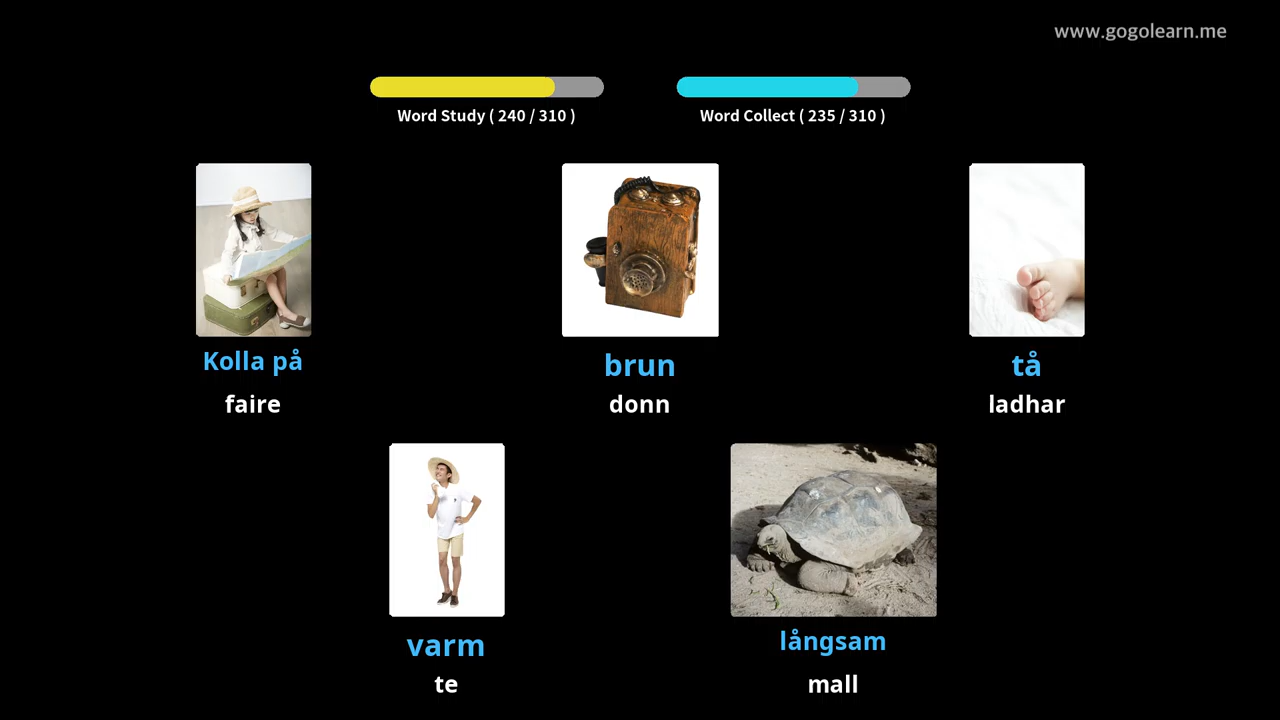 www.gogolearn.me
Word Study ( 240 / 310 )
Word Collect ( 235 / 310 )
Kolla på
faire
brun
donn
tå
ladhar
varm
te
långsam
mall